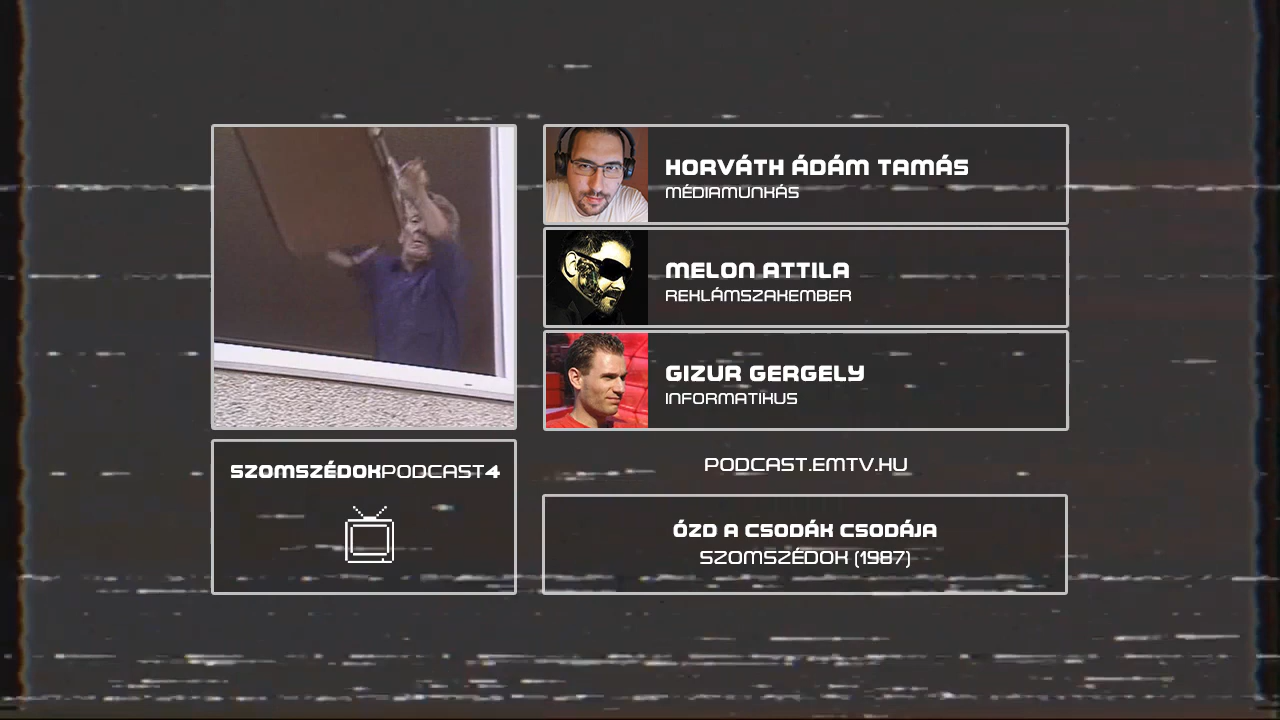 HORVÁTH ÁDÁM TAMÁS
MÉDIAMUNKÁS
MELON ATTILA
REKLÁMSZAKEMBER
GIZUR GERGELY
INFORMATIKUS
SZOMSZÉDOKPODCAST4
PODCAST.EMTV.HU
ÓZD A CSODÁK CSODÁJA
SZOMSZÉDOK (1987)